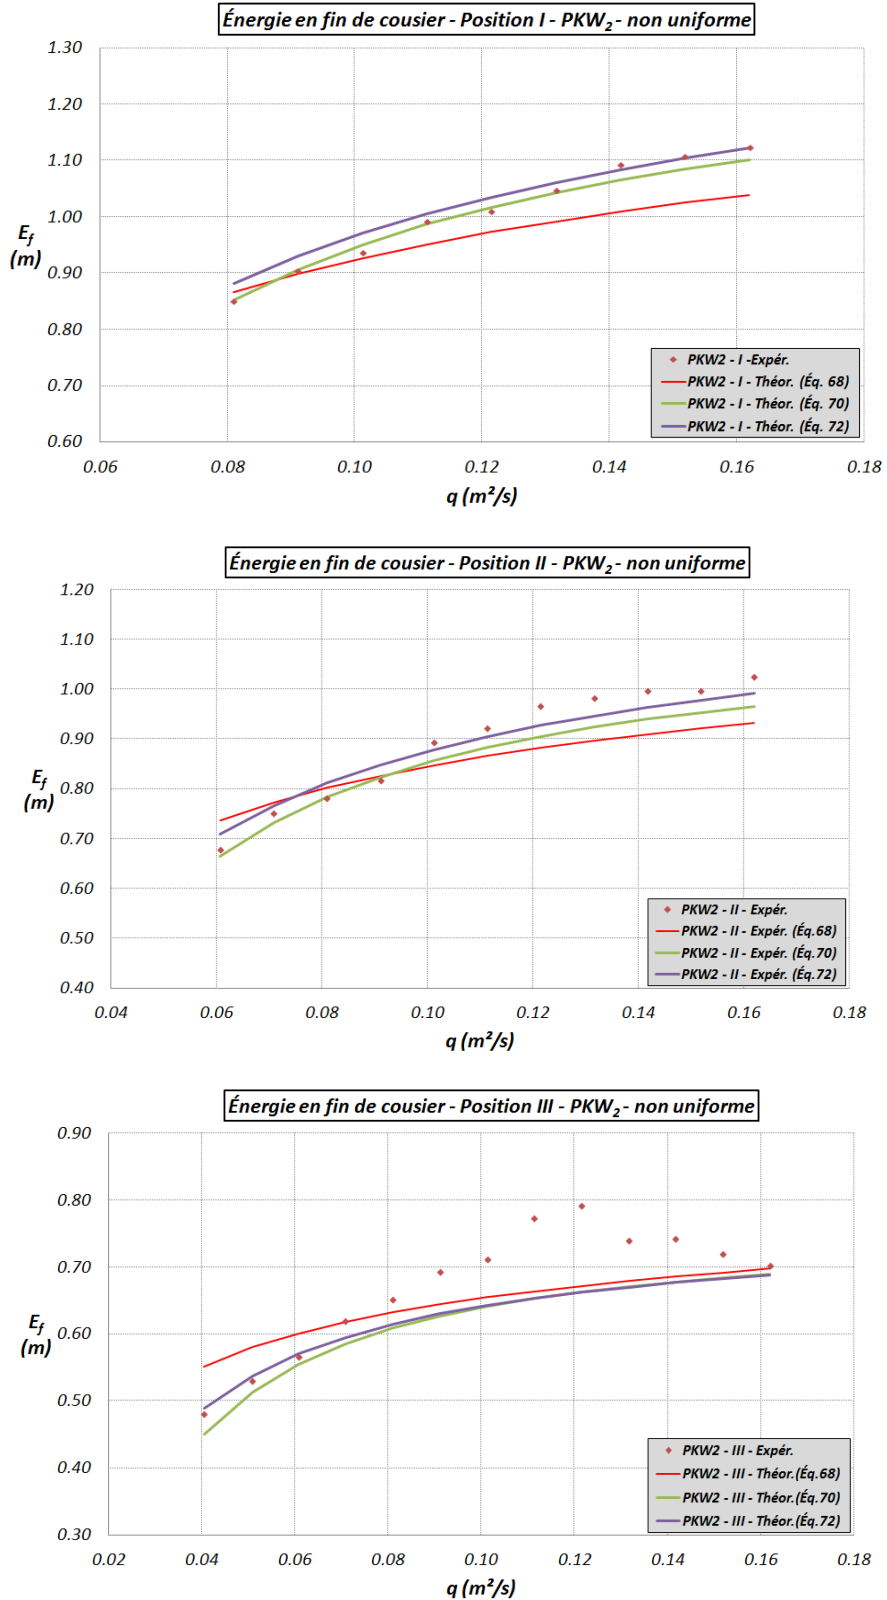 Énergie en fin de cousier - Position I - PKW₂ - non uniforme
1.30
1.20
1.10
1.00
0.90
0.80
0.70
0.60
E_f
(m)
PKW2 - I -Expér.
PKW2 - I - Théor. (Éq. 68)
PKW2 - I - Théor. (Éq. 70)
PKW2 - I - Théor. (Éq. 72)
0.06 0.08 0.10 0.12 0.14 0.16 0.18
q (m²/s)
Énergie en fin de cousier - Position II - PKW₂ - non uniforme
1.20
1.10
1.00
0.90
0.80
0.70
0.60
0.50
0.40
E_f
(m)
PKW2 - II - Expér.
PKW2 - II - Expér. (Éq.68)
PKW2 - II - Expér. (Éq.70)
PKW2 - II - Expér. (Éq.72)
0.04 0.06 0.08 0.10 0.12 0.14 0.16 0.18
q (m²/s)
Énergie en fin de cousier - Position III - PKW₂ - non uniforme
0.90
0.80
0.70
0.60
0.50
0.40
0.30
E_f
(m)
PKW2 - III - Expér.
PKW2 - III - Théor.(Éq.68)
PKW2 - III - Théor.(Éq.70)
PKW2 - III - Théor.(Éq.72)
0.02 0.04 0.06 0.08 0.10 0.12 0.14 0.16 0.18
q (m²/s)